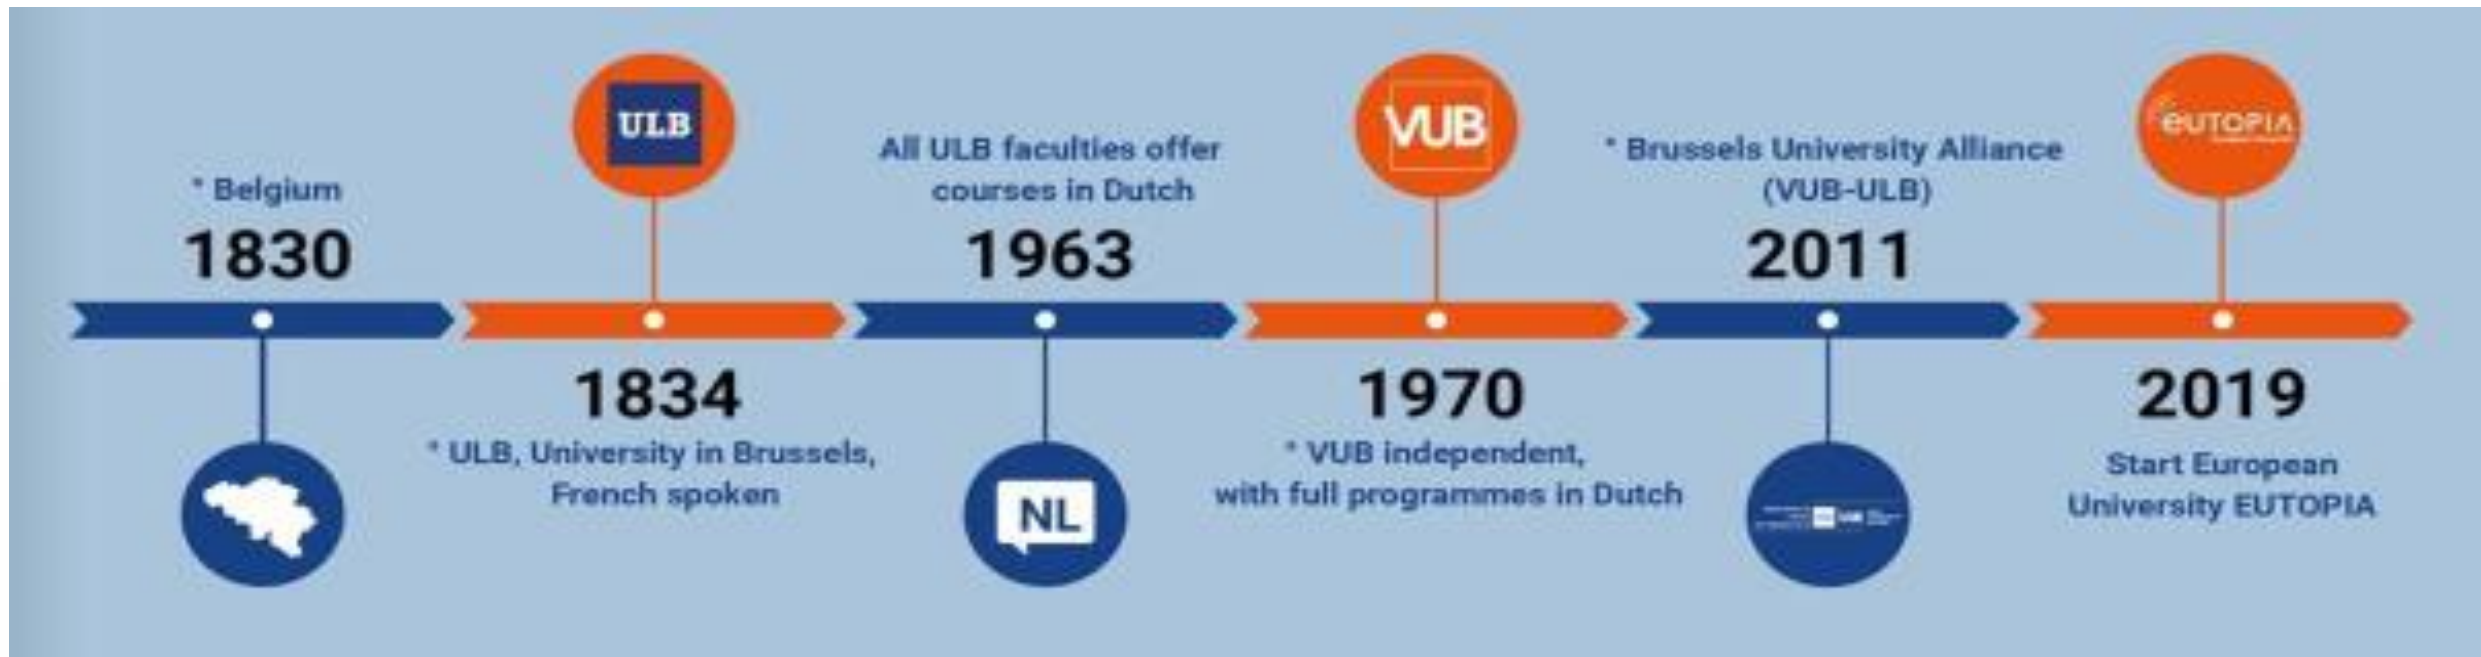 * Belgium
1830
ULB
1834
* ULB, University in Brussels,
French spoken
All ULB faculties offer
courses in Dutch
1963
NL
VUB
1970
* VUB independent,
with full programmes in Dutch
* Brussels University Alliance
(VUB-ULB)
2011
eUTOPIA
2019
Start European
University EUTOPIA